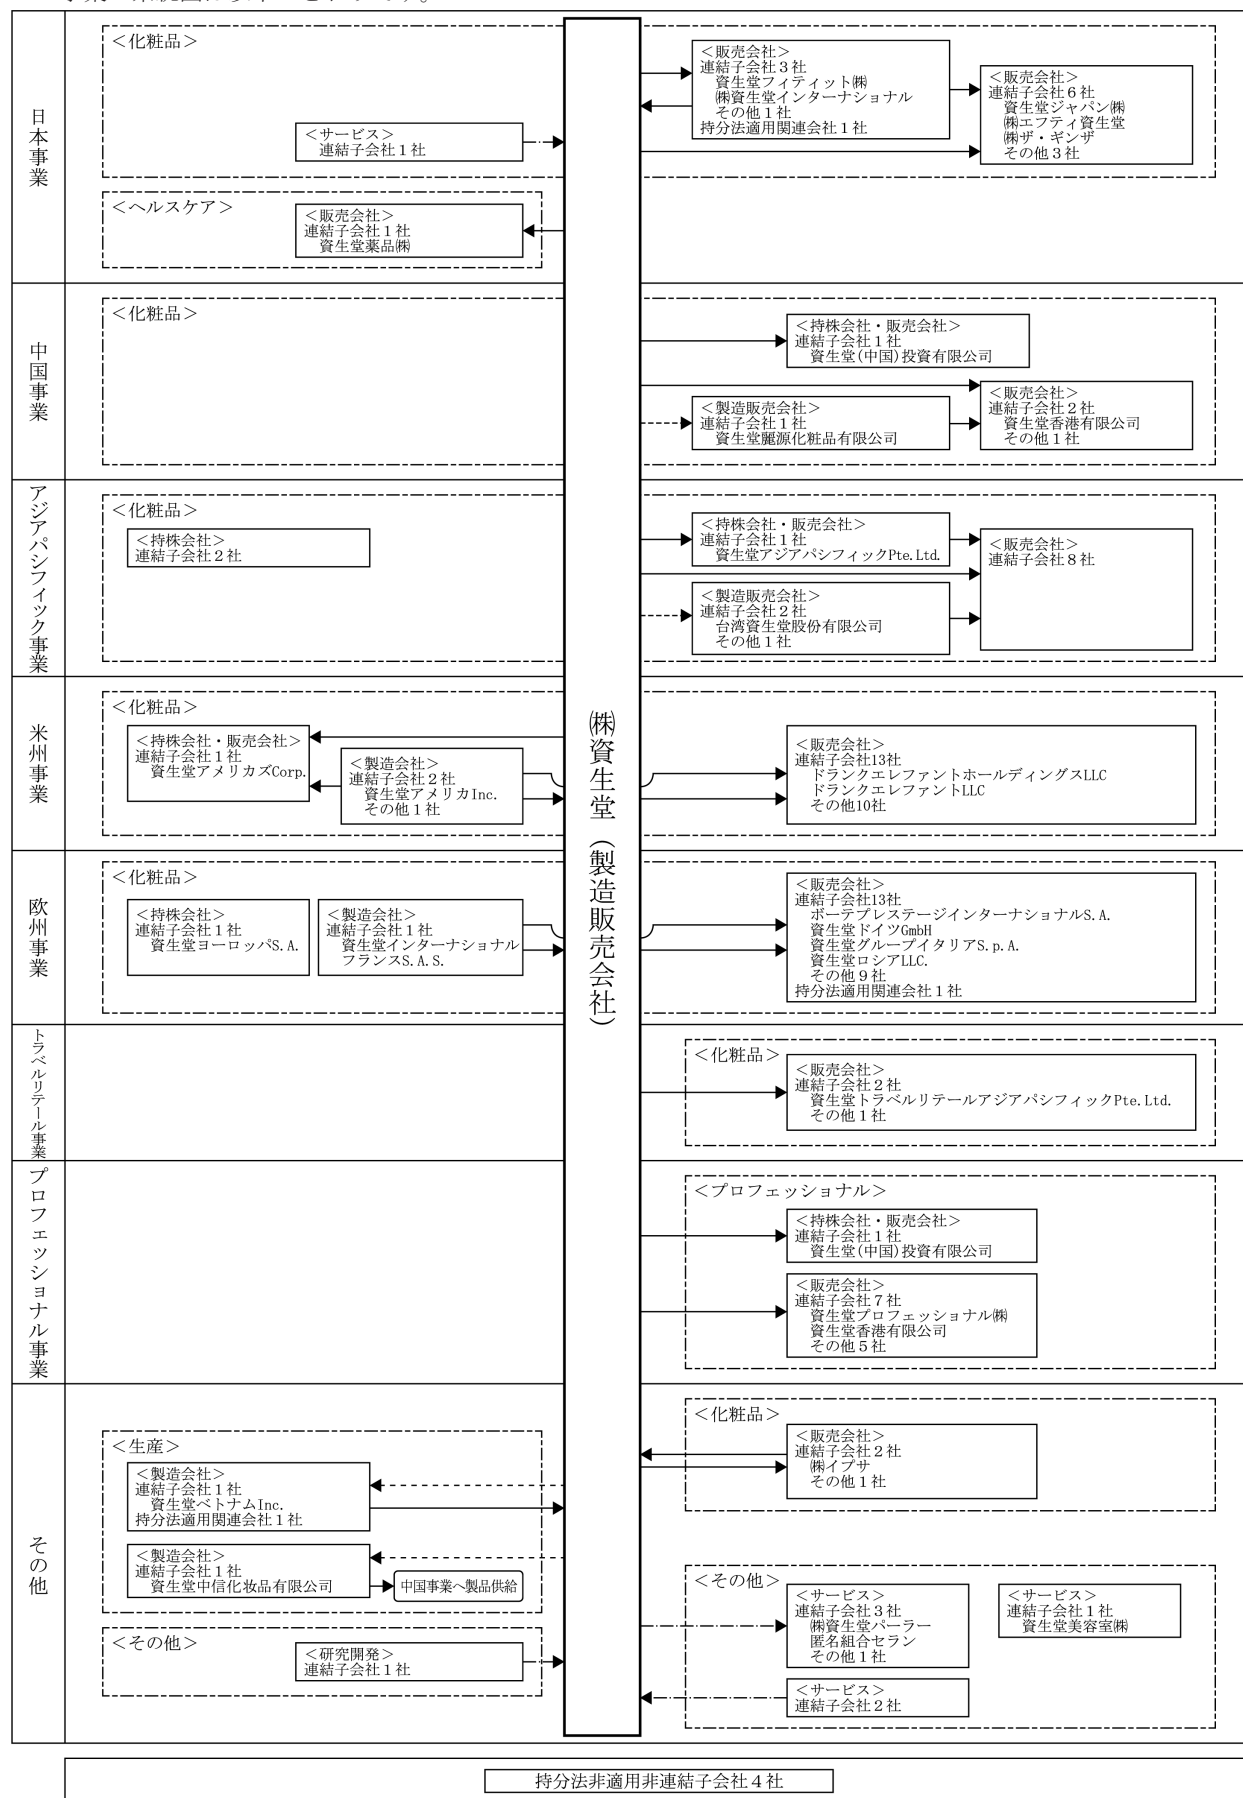 日本事業
＜化粧品＞
＜サービス＞
連結子会社１社
＜販売会社＞
連結子会社３社
資生堂フィティット㈱
㈱資生堂インターナショナル
その他１社
持分法適用関連会社１社
＜販売会社＞
連結子会社６社
資生堂ジャパン㈱
㈱エフティ資生堂
㈱ザ・ギンザ
その他３社
＜ヘルスケア＞
＜販売会社＞
連結子会社１社
資生堂薬品㈱
中国事業
＜化粧品＞
＜持株会社・販売会社＞
連結子会社１社
資生堂(中国)投資有限公司
＜製造販売会社＞
連結子会社１社
資生堂麗源化粧品有限公司
＜販売会社＞
連結子会社２社
資生堂香港有限公司
その他１社
アジアパシフィック事業
＜化粧品＞
＜持株会社＞
連結子会社２社
＜持株会社・販売会社＞
連結子会社１社
資生堂アジアパシフィックPte.Ltd.
＜製造販売会社＞
連結子会社２社
台湾資生堂股份有限公司
その他１社
＜販売会社＞
連結子会社８社
㈱資生堂（製造販売会社）
米州事業
＜化粧品＞
＜持株会社・販売会社＞
連結子会社１社
資生堂アメリカズCorp.
＜製造会社＞
連結子会社２社
資生堂アメリカInc.
その他１社
＜販売会社＞
連結子会社13社
ドランクエレファントホールディングスLLC
ドランクエレファントLLC
その他10社
欧州事業
＜化粧品＞
＜持株会社＞
連結子会社１社
資生堂ヨーロッパS.A.
＜製造会社＞
連結子会社１社
資生堂インターナショナル
フランスS.A.S.
＜販売会社＞
連結子会社13社
ボーテプレステージインターナショナルS.A.
資生堂ドイツGmbH
資生堂グループイタリアS.p.A.
資生堂ロシアLLC.
その他９社
持分法適用関連会社１社
トラベルリテール事業
＜化粧品＞
＜販売会社＞
連結子会社２社
資生堂トラベルリテールアジアパシフィックPte.Ltd.
その他１社
プロフェッショナル事業
＜プロフェッショナル＞
＜持株会社・販売会社＞
連結子会社１社
資生堂(中国)投資有限公司
＜販売会社＞
連結子会社７社
資生堂プロフェッショナル㈱
資生堂香港有限公司
その他５社
その他
＜生産＞
＜製造会社＞
連結子会社１社
資生堂ベトナムInc.
持分法適用関連会社１社
＜製造会社＞
連結子会社１社
資生堂中信化妆品有限公司
中国事業へ製品供給
＜その他＞
＜研究開発＞
連結子会社１社
＜化粧品＞
＜販売会社＞
連結子会社２社
㈱イプサ
その他１社
＜その他＞
＜サービス＞
連結子会社３社
㈱資生堂パーラー
匿名組合セラン
その他１社
＜サービス＞
連結子会社１社
資生堂美容室㈱
＜サービス＞
連結子会社２社
持分法非適用非連結子会社４社